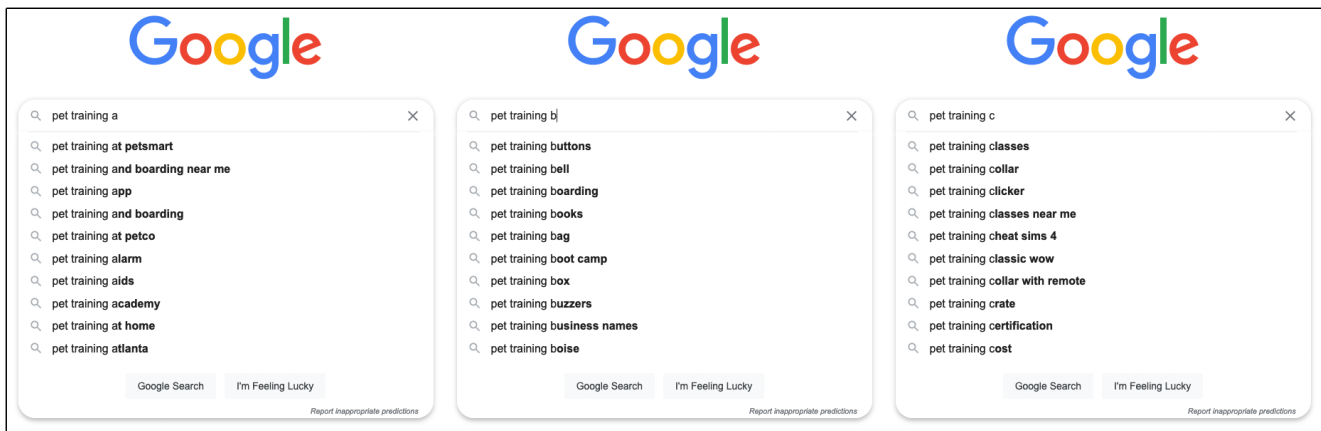 Google
pet training a
pet training at petsmart
pet training and boarding near me
pet training app
pet training and boarding
pet training at petco
pet training alarm
pet training aids
pet training academy
pet training at home
pet training atlanta
Google Search
I'm Feeling Lucky
Report inappropriate predictions
Google
pet training b
pet training buttons
pet training bell
pet training boarding
pet training books
pet training bag
pet training boot camp
pet training box
pet training buzzers
pet training business names
pet training boise
Google Search
I'm Feeling Lucky
Report inappropriate predictions
Google
pet training c
pet training classes
pet training collar
pet training clicker
pet training classes near me
pet training cheat sims 4
pet training classic wow
pet training collar with remote
pet training crate
pet training certification
pet training cost
Google Search
I'm Feeling Lucky
Report inappropriate predictions